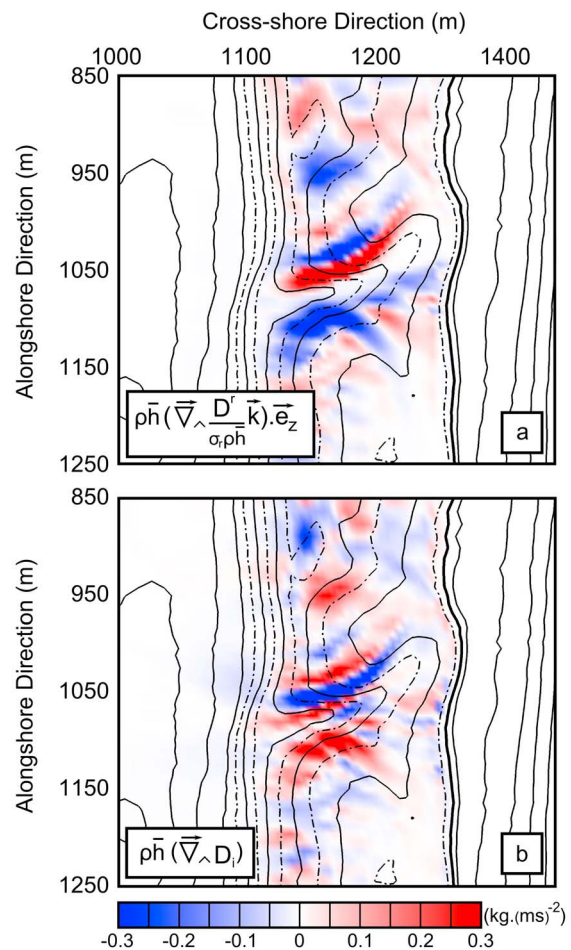 Cross-shore Direction (m)
1000 1100 1200 1400
850
950
1050
1150
1250
Alongshore Direction (m)
ρh̄ (∇⃗^ Dʳ/σᵣρh̄ k⃗).e⃗z
a
850
950
1050
1150
1250
Alongshore Direction (m)
ρh̄ (∇⃗^ Dᵢ)
b
-0.3 -0.2 -0.1 0 0.1 0.2 0.3
(kg.(ms)⁻²)